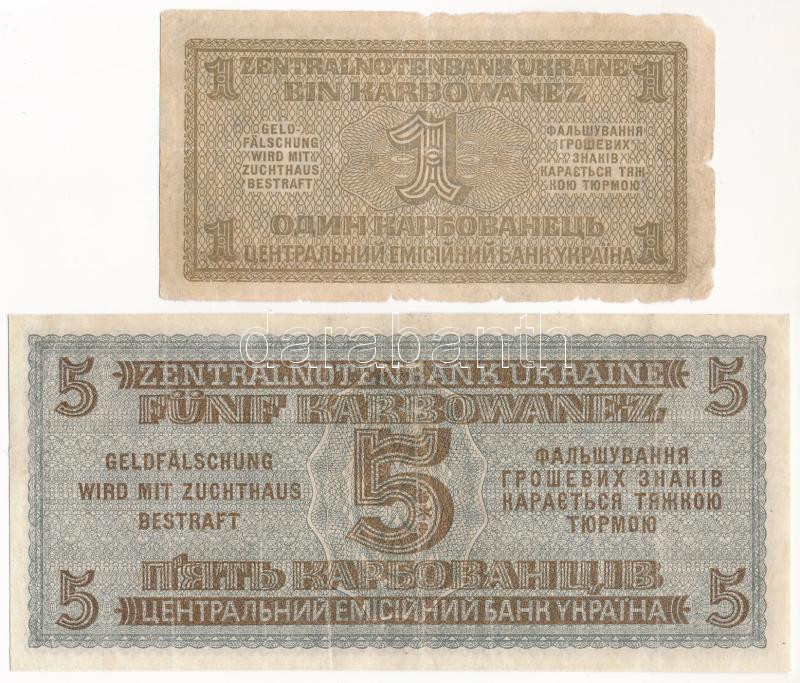 1 1
ZENTRALNOTENBANK UKRAINE
EIN KARBOWANEZ
GELD-
FÄLSCHUNG
WIRD MIT
ZUCHTHAUS
BESTRAFT
1
ФАЛЬШУВАННЯ
ГРОШЕВИХ
ЗНАКІВ
КАРАЄТЬСЯ ТЯЖ
КОЮ ТЮРМОЮ
ОДИН КАРБОВАНЕЦЬ
1 1
ЦЕНТРАЛЬНИЙ ЕМІСІЙНИЙ БАНК УКРАЇНА
darabanth
5 5
ZENTRALNOTENBANK UKRAINE
FÜNF KARBOWANEZ
GELDFÄLSCHUNG
WIRD MIT ZUCHTHAUS
BESTRAFT
5
ФАЛЬШУВАННЯ
ГРОШЕВИХ ЗНАКІВ
КАРАЄТЬСЯ ТЯЖКОЮ
ТЮРМОЮ
П'ЯТЬ КАРБОВАНЦІВ
5 5
ЦЕНТРАЛЬНИЙ ЕМІСІЙНИЙ БАНК УКРАЇНА